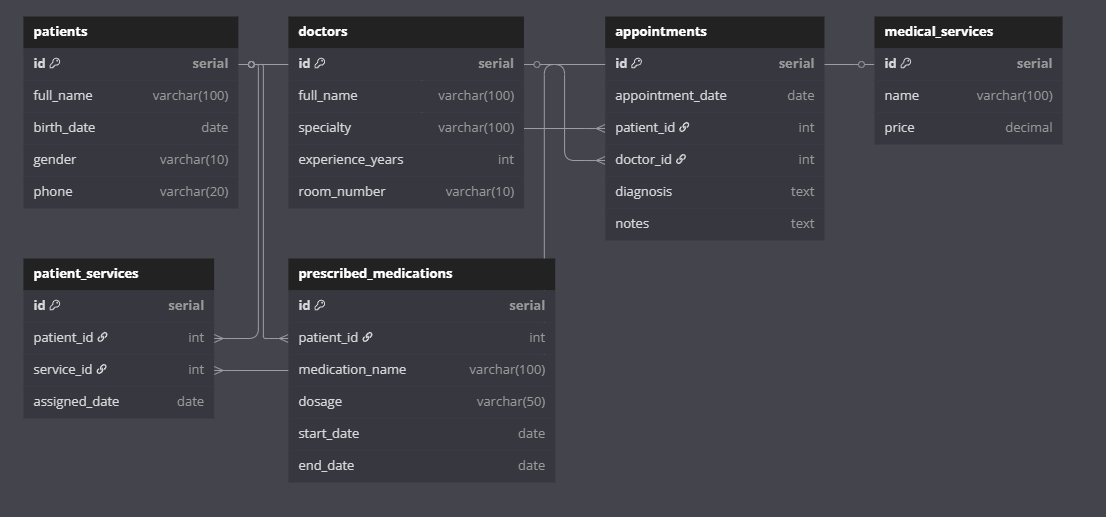 patients
id serial
full_name varchar(100)
birth_date date
gender varchar(10)
phone varchar(20)
doctors
id serial
full_name varchar(100)
specialty varchar(100)
experience_years int
room_number varchar(10)
appointments
id serial
appointment_date date
patient_id int
doctor_id int
diagnosis text
notes text
medical_services
id serial
name varchar(100)
price decimal
patient_services
id serial
patient_id int
service_id int
assigned_date date
prescribed_medications
id serial
patient_id int
medication_name varchar(100)
dosage varchar(50)
start_date date
end_date date